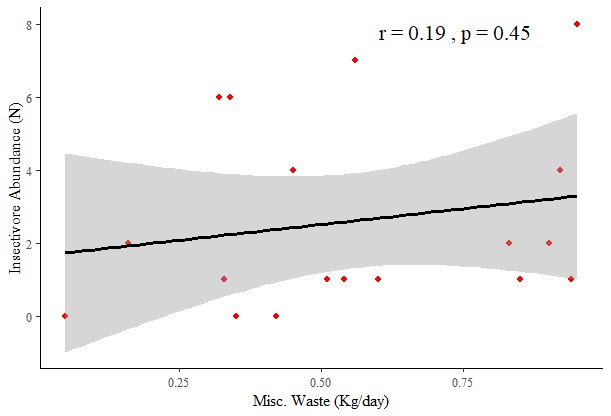 r = 0.19 , p = 0.45
Insectivore Abundance (N)
8
6
4
2
0
0.25 0.50 0.75
Misc. Waste (Kg/day)